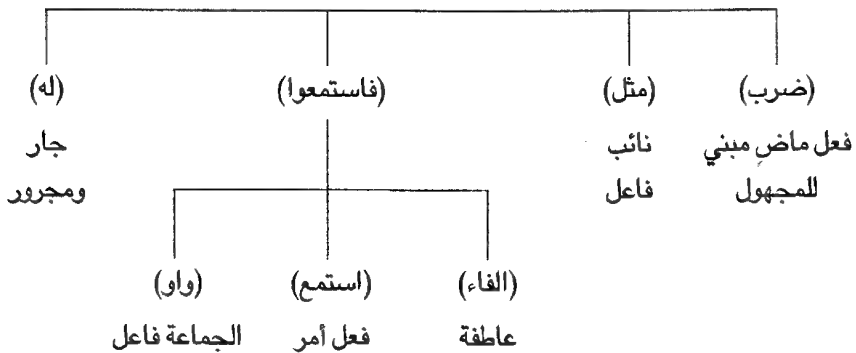 (ضرب) (مثل) (فاستمعوا) (له)
فعل ماضٍ مبني نائب جار
للمجهول فاعل ومجرور
(الفاء) (استمع) (واو)
عاطفة فعل أمر الجماعة فاعل